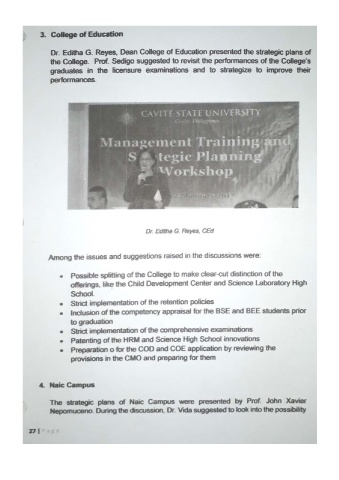 3. College of Education
Dr. Editha G. Reyes, Dean College of Education presented the strategic plans of
the College. Prof. Sedigo suggested to revisit the performances of the College's
graduates in the licensure examinations and to strategize to improve their
performances.
CAVITE STATE UNIVERSITY
Management Training and
S tegic Planning
Workshop
Dr. Editha G. Reyes, CEd
Among the issues and suggestions raised in the discussions were:
• Possible splitting of the College to make clear-cut distinction of the
offerings, like the Child Development Center and Science Laboratory High
School.
• Strict implementation of the retention policies
• Inclusion of the competency appraisal for the BSE and BEE students prior
to graduation
• Strict implementation of the comprehensive examinations
• Patenting of the HRM and Science High School innovations
• Preparation o for the COD and COE application by reviewing the
provisions in the CMO and preparing for them
4. Naic Campus
The strategic plans of Naic Campus were presented by Prof. John Xavier
Nepomuceno. During the discussion, Dr. Vida suggested to look into the possibility
27 | Page